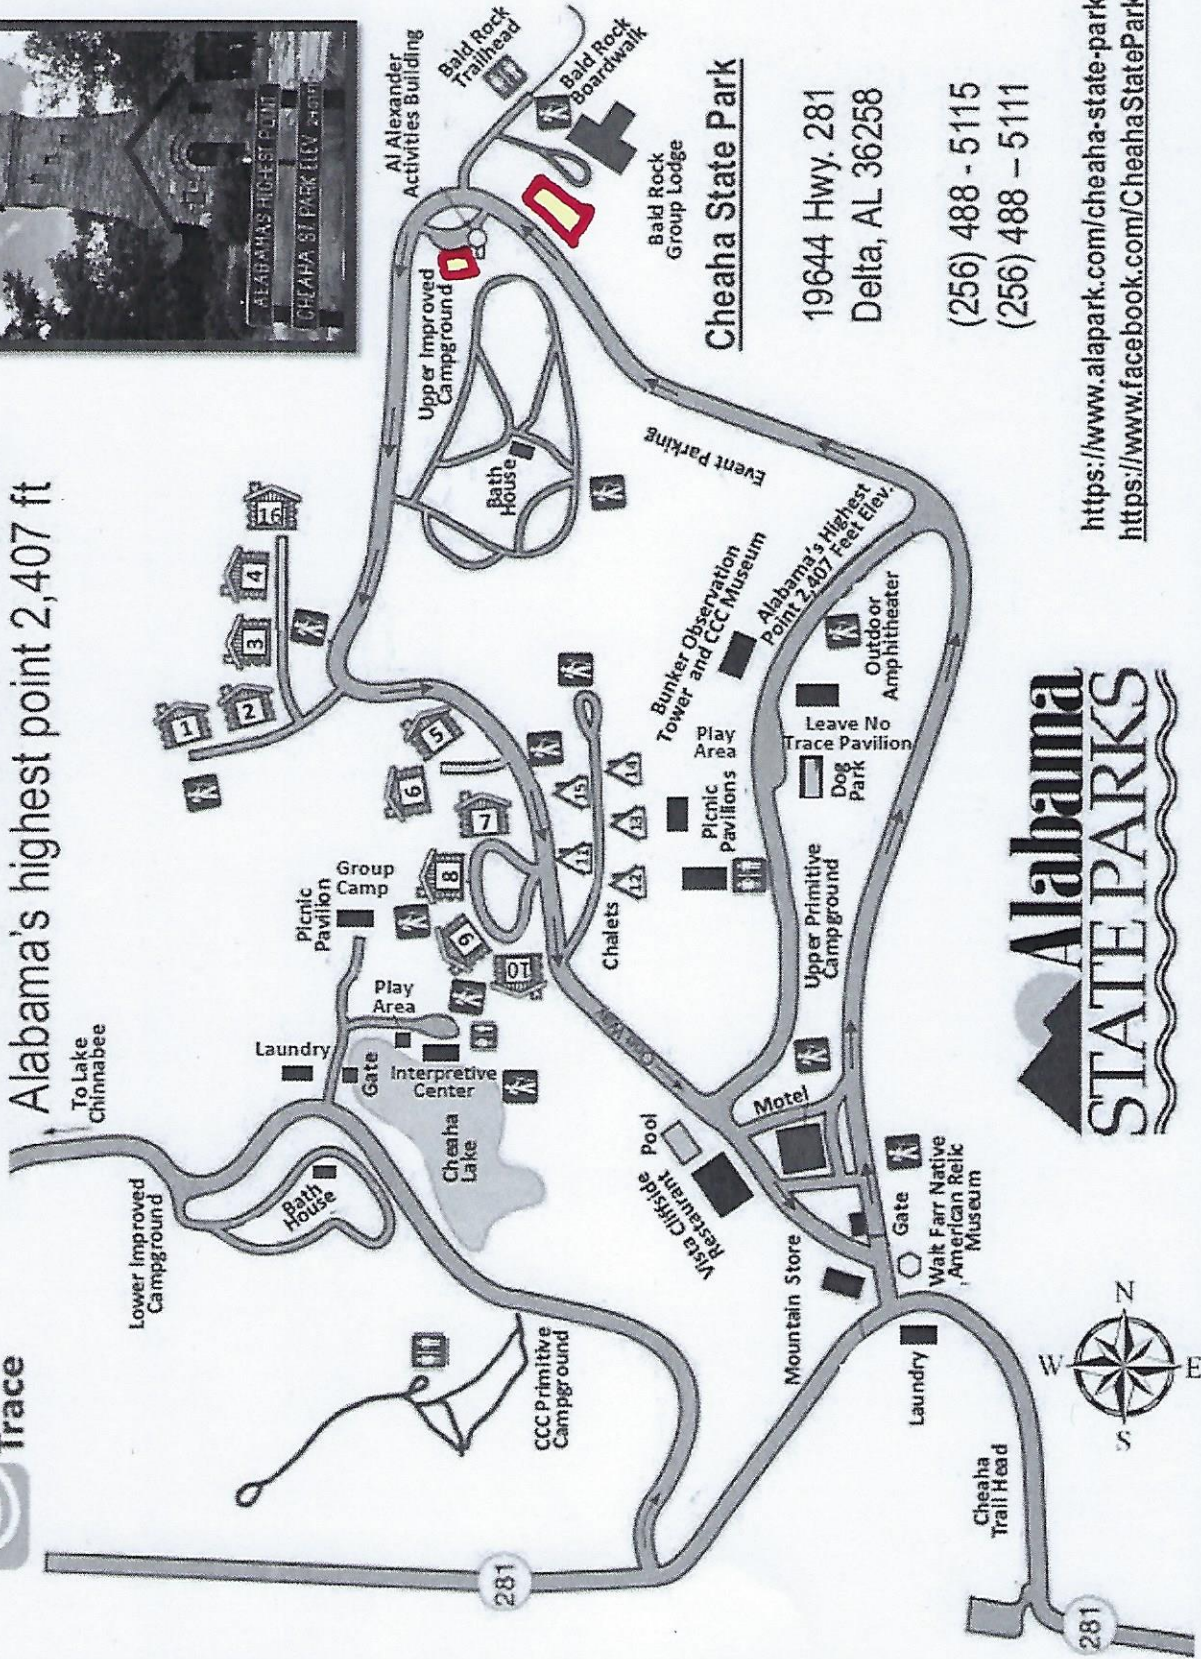 Trace
Alabama's highest point 2,407 ft
ALABAMAS HIGHEST POINT
CHEAHA ST. PARK ELEV.
To Lake
Chinnabee
Lower Improved
Campground
Bath
House
Laundry
Gate
Picnic
Pavilion
Group
Camp
Play
Area
Interpretive
Center
Cheaha
Lake
CCC Primitive
Campground
1
2
3
4
16
5
6
7
8
9
10
11
12
13
14
15
Chalets
One Way
Al Alexander
Activities Building
Bald Rock
Trailhead
Bald Rock
Boardwalk
Bald Rock
Group Lodge
Upper Improved
Campground
Bath
House
Event Parking
Bunker Observation
Tower and CCC Museum
Alabama's Highest
Point 2,407 Feet Elev.
Play
Area
Picnic
Pavilions
Outdoor
Amphitheater
Leave No
Trace Pavilion
Dog
Park
Upper Primitive
Campground
Motel
Pool
Vista Cliffside
Restaurant
Mountain Store
Gate
Walt Farr Native
American Relic
Museum
Laundry
Cheaha
Trail Head
281
281
N
W
E
S
Alabama
STATE PARKS
Cheaha State Park
19644 Hwy. 281
Delta, AL 36258
(256) 488 - 5115
(256) 488 – 5111
https://www.alapark.com/cheaha-state-park
https://www.facebook.com/CheahaStatePark